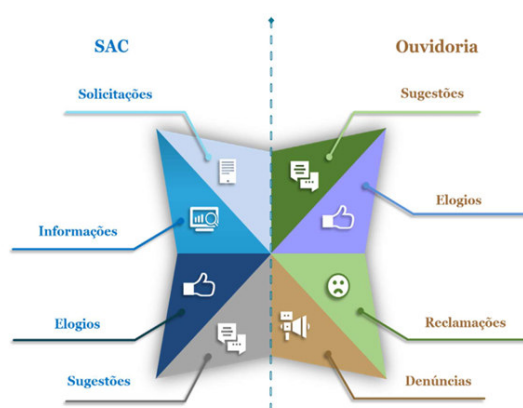 SAC
Ouvidoria
Solicitações
Sugestões
Informações
Elogios
Elogios
Reclamações
Sugestões
Denúncias